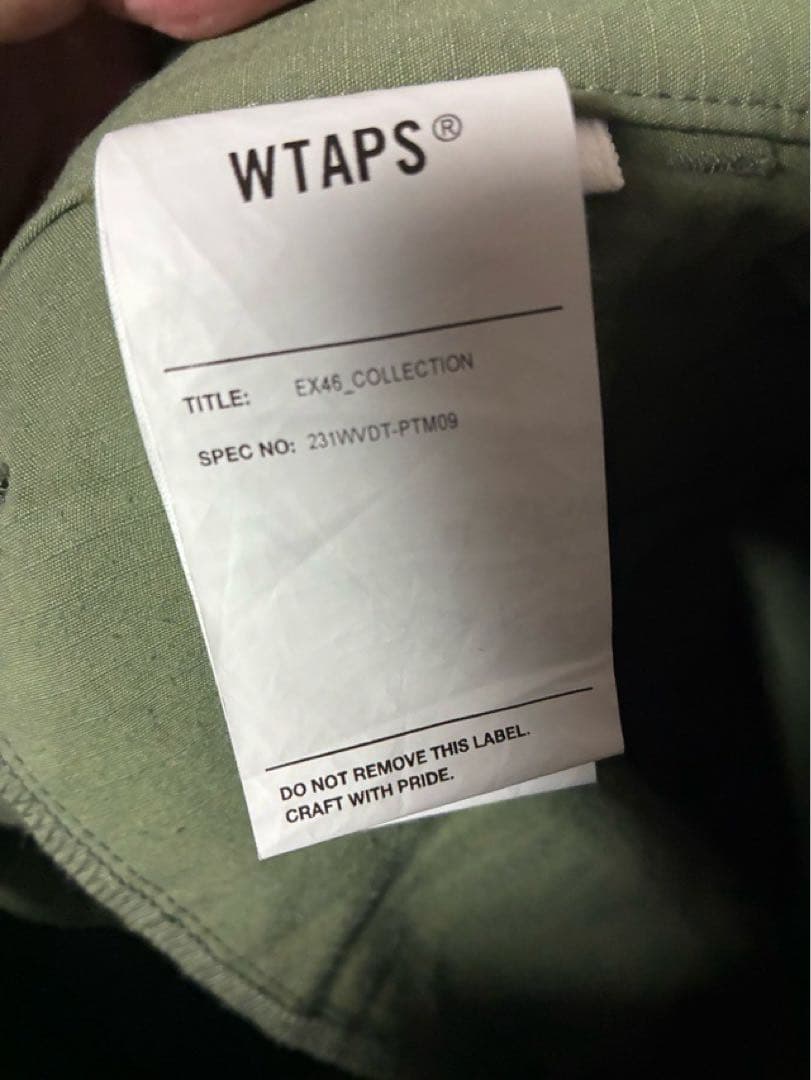 WTAPS®
TITLE: EX46_COLLECTION
SPEC NO: 231WVDT-PTM09
DO NOT REMOVE THIS LABEL.
CRAFT WITH PRIDE.